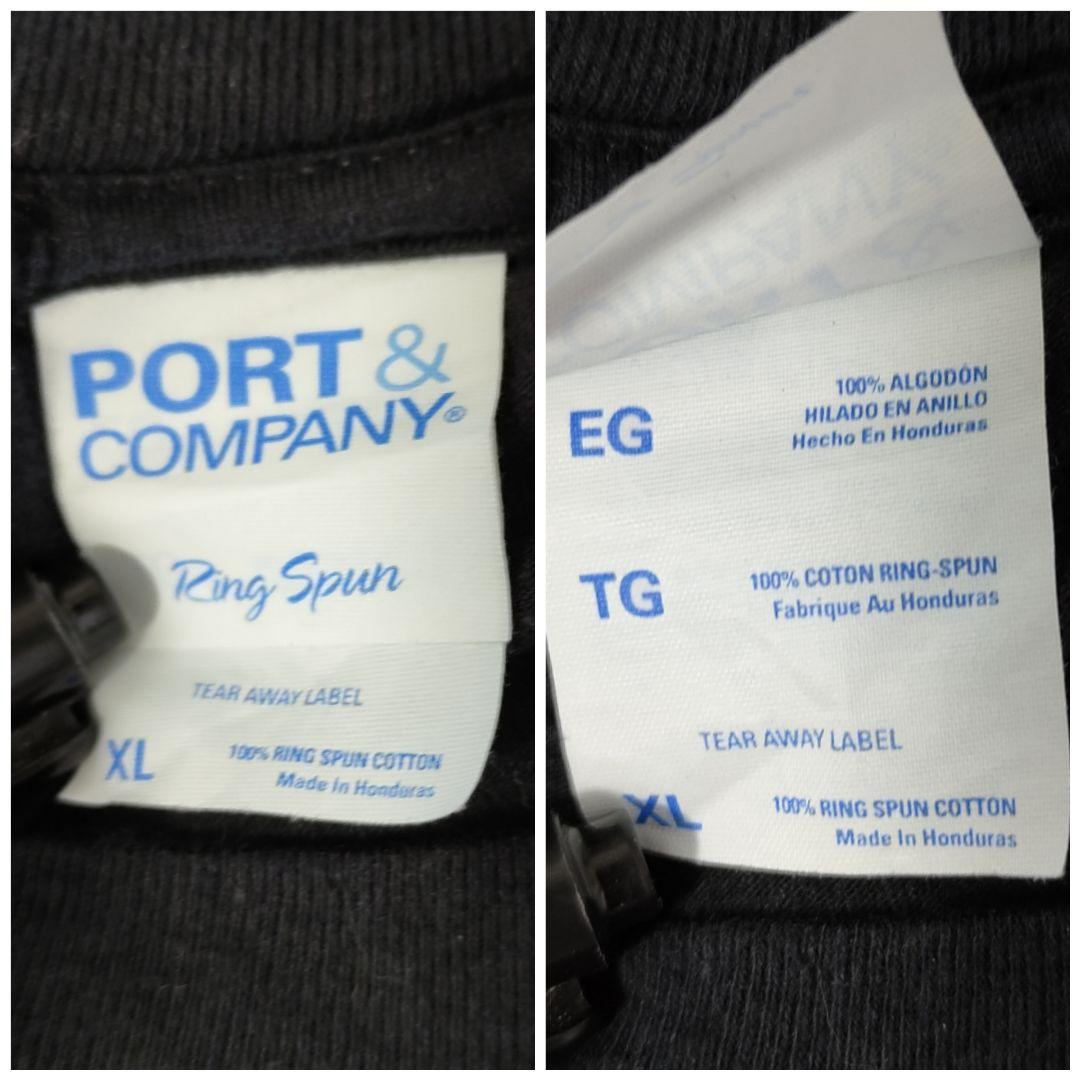 PORT &
COMPANY®
Ring Spun
TEAR AWAY LABEL
XL
100% RING SPUN COTTON
Made In Honduras
EG
100% ALGODÓN
HILADO EN ANILLO
Hecho En Honduras
TG
100% COTON RING-SPUN
Fabrique Au Honduras
TEAR AWAY LABEL
XL
100% RING SPUN COTTON
Made In Honduras